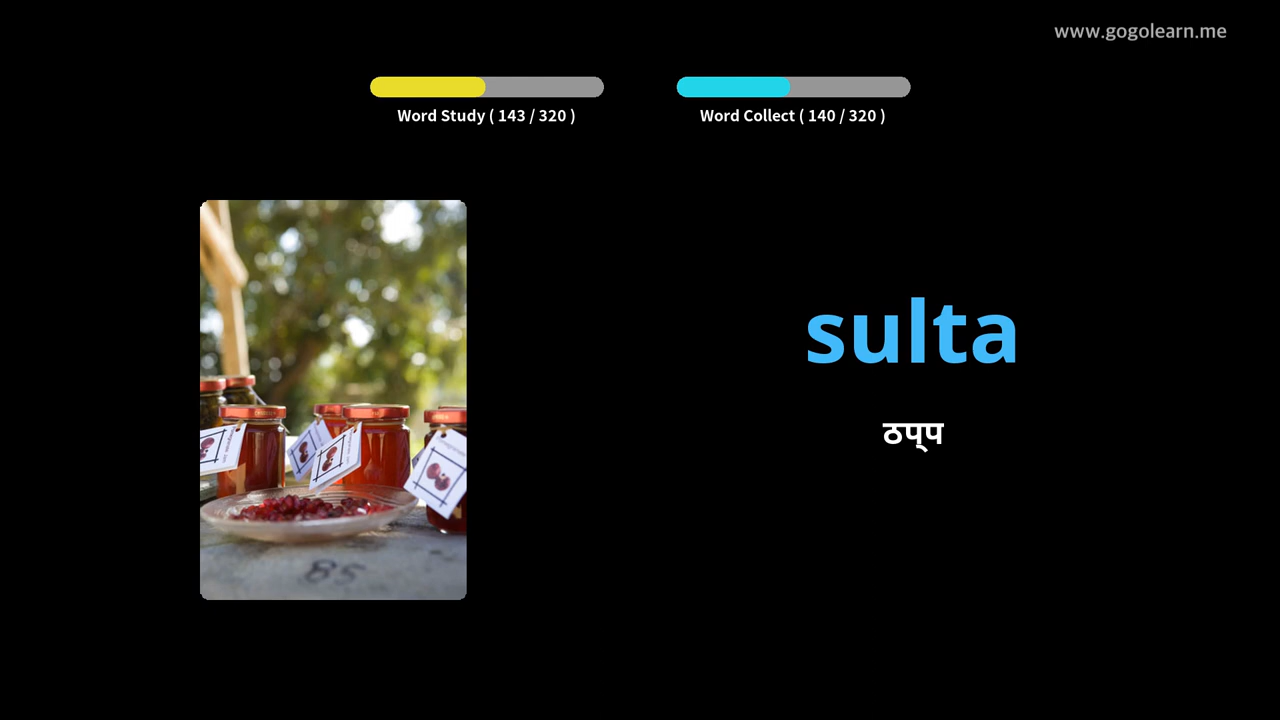 www.gogolearn.me
Word Study ( 143 / 320 )
Word Collect ( 140 / 320 )
sulta
ठप्प
85